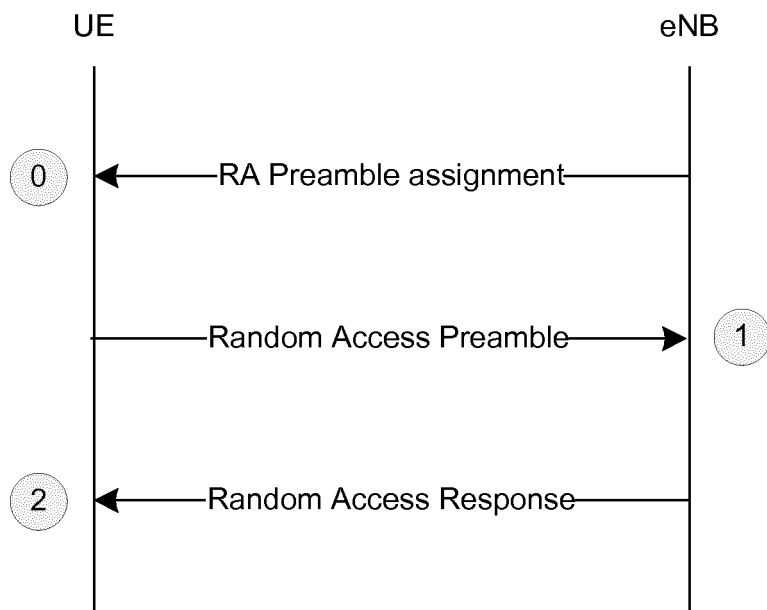 UE eNB
0 RA Preamble assignment
Random Access Preamble 1
2 Random Access Response